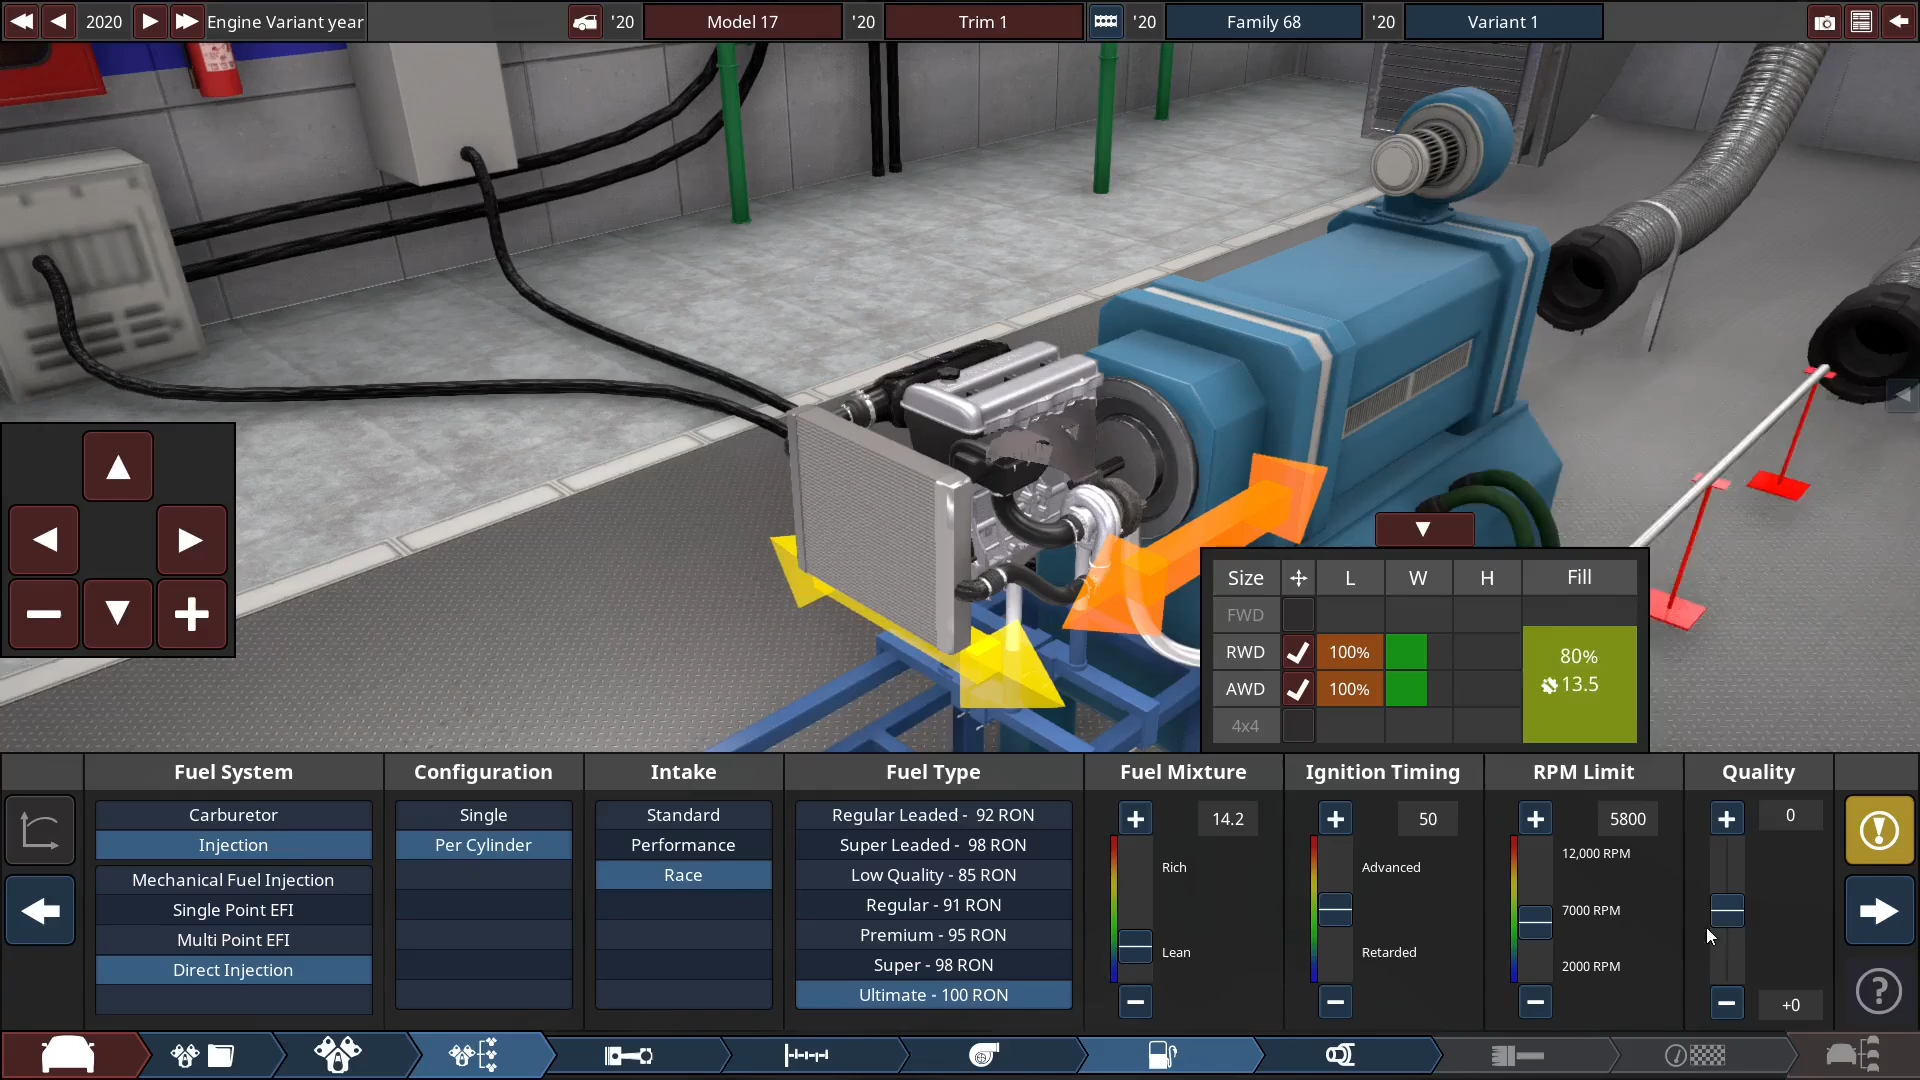 2020 Engine Variant year '20 Model 17 '20 Trim 1 '20 Family 68 '20 Variant 1
Size L W H Fill
FWD
RWD 100%
AWD 100%
4x4
80%
13.5
Fuel System
Carburetor
Injection
Mechanical Fuel Injection
Single Point EFI
Multi Point EFI
Direct Injection
Configuration
Single
Per Cylinder
Intake
Standard
Performance
Race
Fuel Type
Regular Leaded - 92 RON
Super Leaded - 98 RON
Low Quality - 85 RON
Regular - 91 RON
Premium - 95 RON
Super - 98 RON
Ultimate - 100 RON
Fuel Mixture
14.2
Rich
Lean
Ignition Timing
50
Advanced
Retarded
RPM Limit
5800
12,000 RPM
7000 RPM
2000 RPM
Quality
0
+0